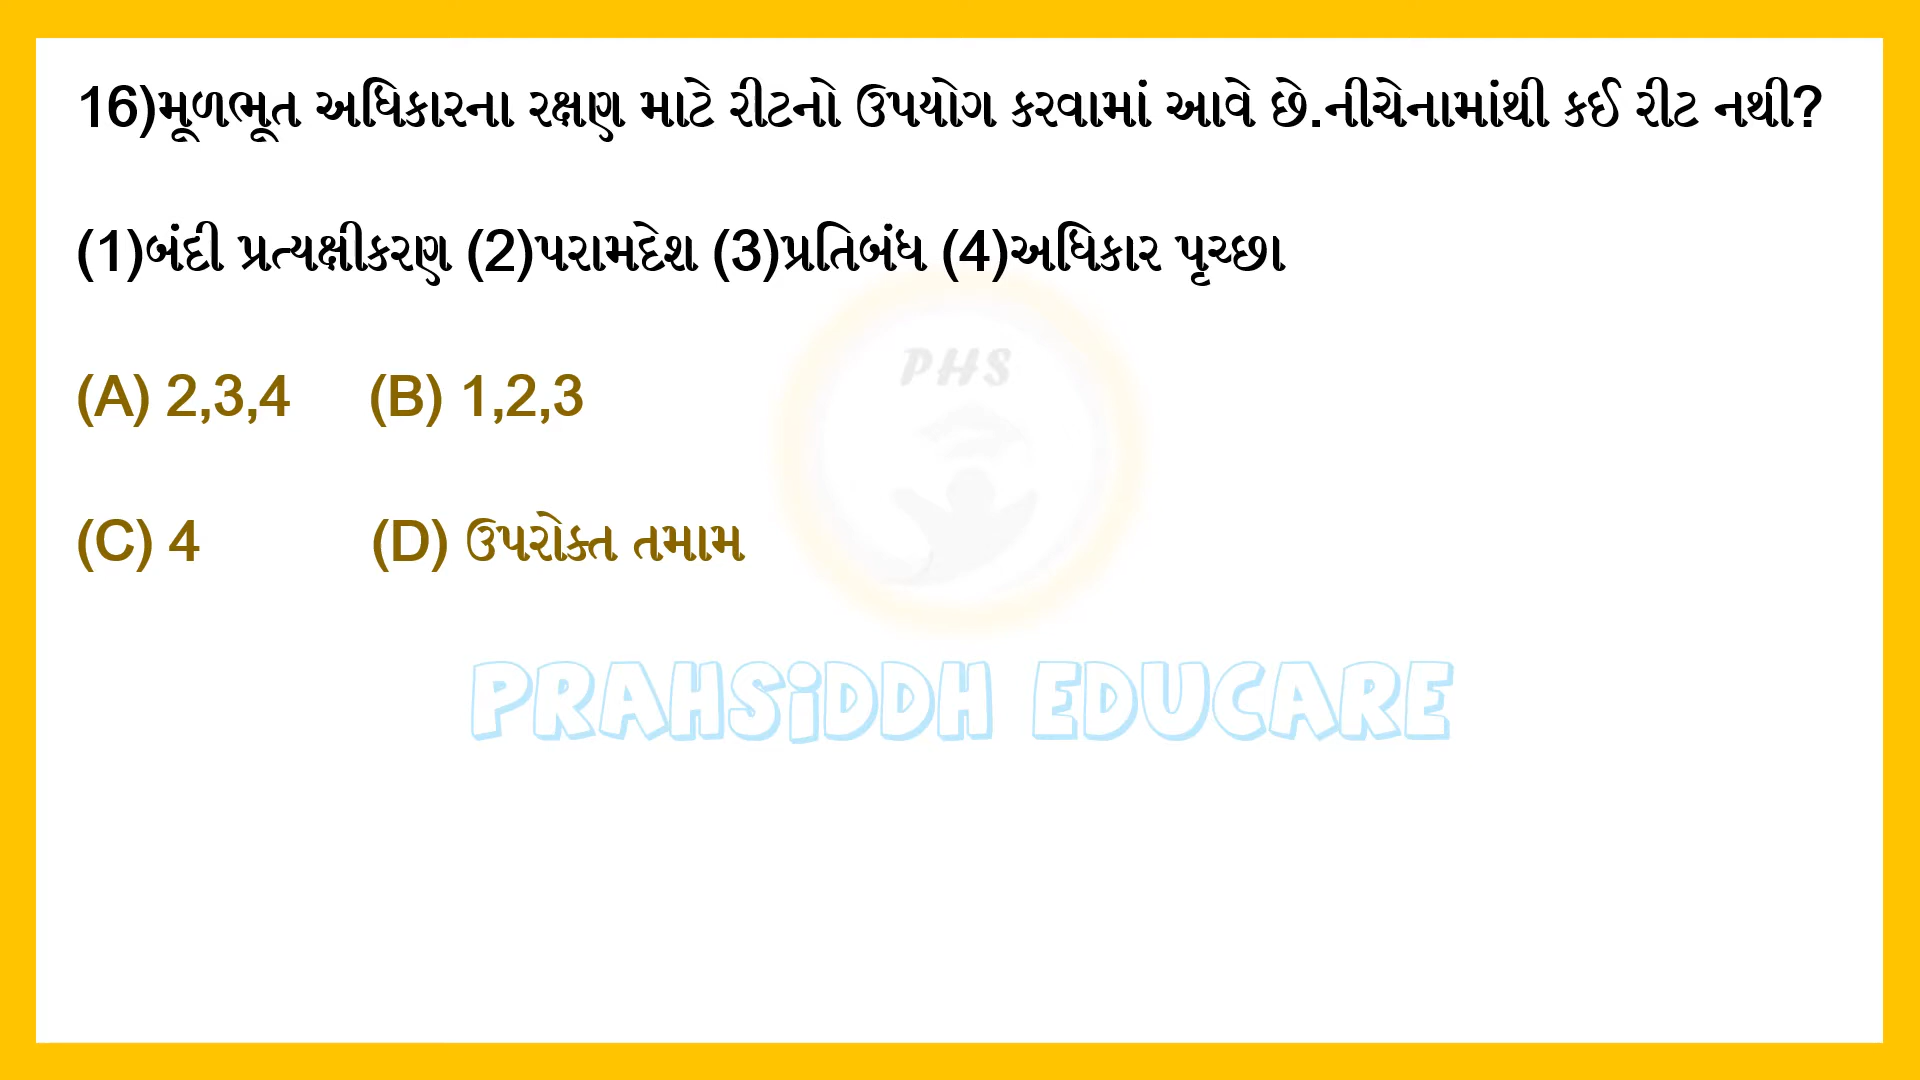 16)મૂળભૂત અધિકારના રક્ષણ માટે રીટનો ઉપયોગ કરવામાં આવે છે.નીચેનામાંથી કઈ રીટ નથી?
(1)બંદી પ્રત્યક્ષીકરણ (2)પરામદેશ (3)પ્રતિબંધ (4)અધિકાર પૃચ્છા
PHS
(A) 2,3,4 (B) 1,2,3
(C) 4 (D) ઉપરોક્ત તમામ
PRAHSiDDH EDUCARE